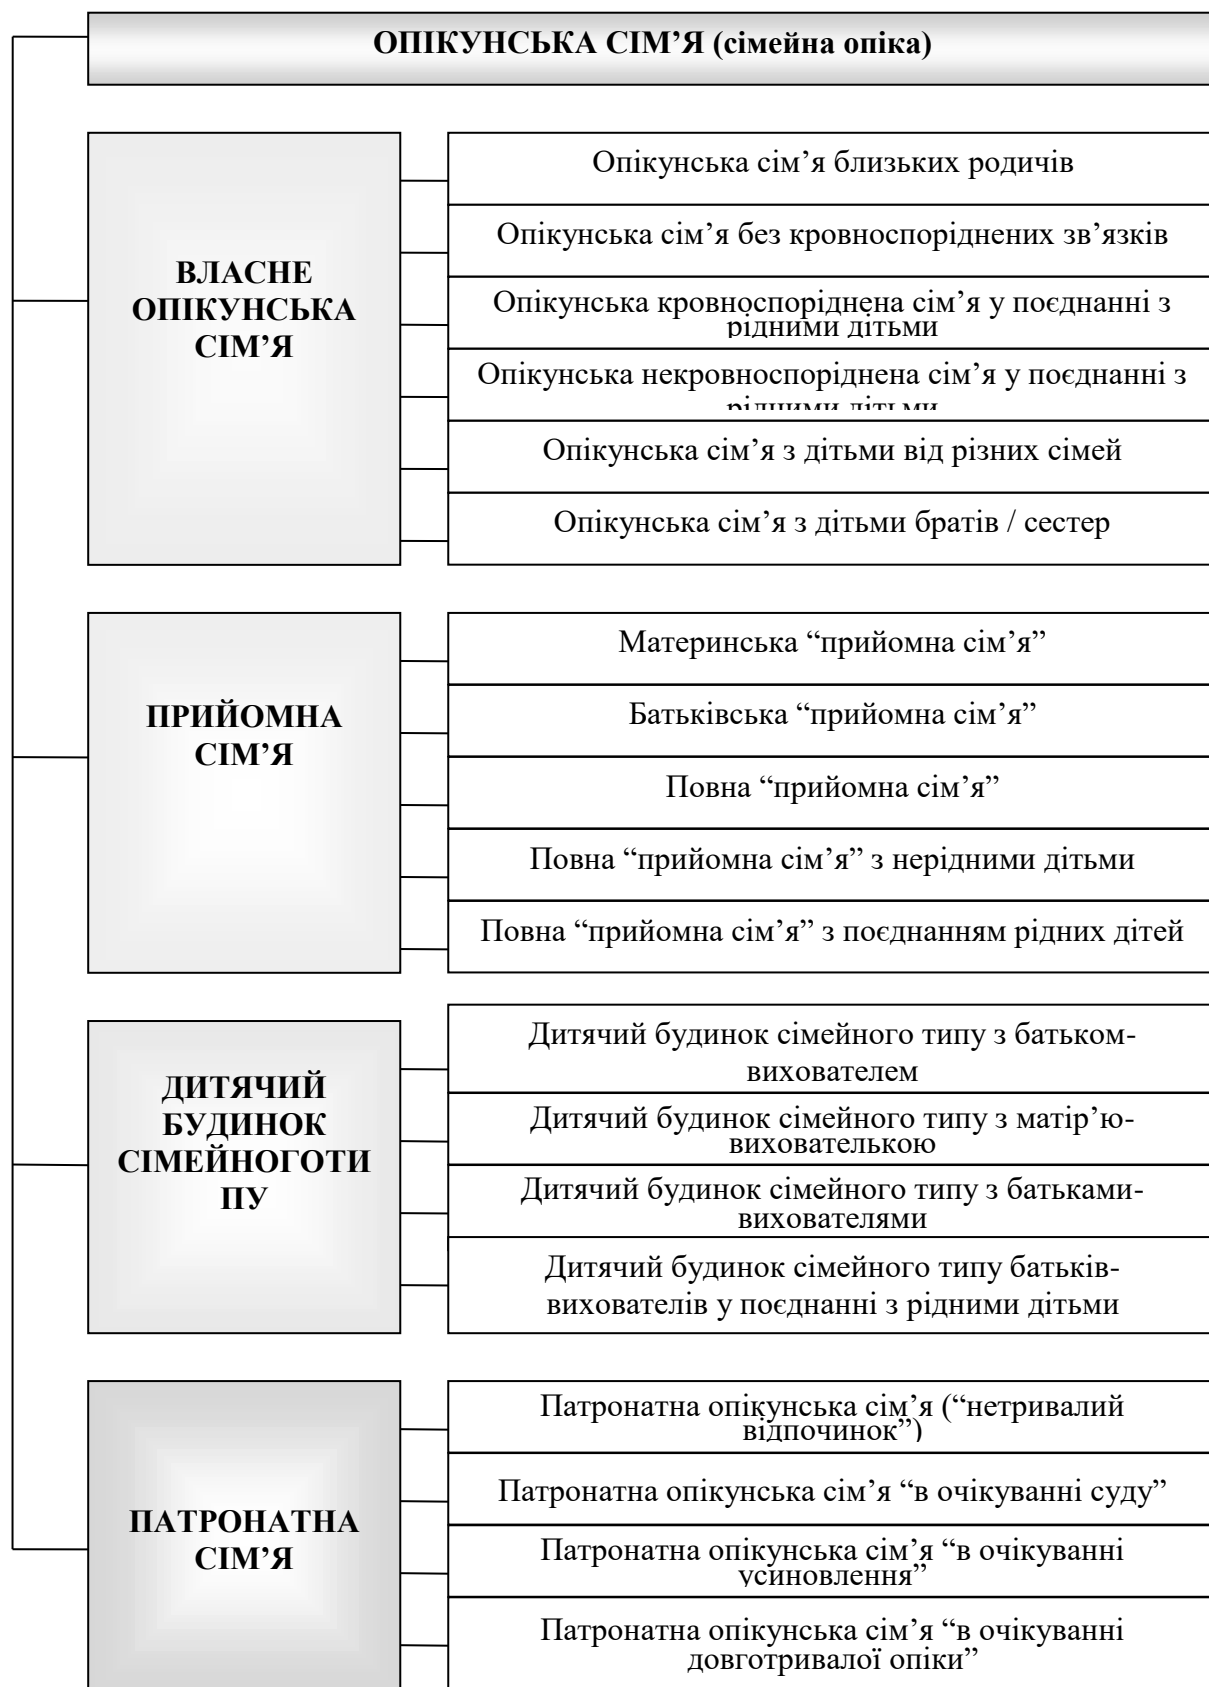 ОПІКУНСЬКА СІМ’Я (сімейна опіка)
ВЛАСНЕ
ОПІКУНСЬКА
СІМ’Я
Опікунська сім’я близьких родичів
Опікунська сім’я без кровноспоріднених зв’язків
Опікунська кровноспоріднена сім’я у поєднанні з
рідними дітьми
Опікунська некровноспоріднена сім’я у поєднанні з
рідними дітьми
Опікунська сім’я з дітьми від різних сімей
Опікунська сім’я з дітьми братів / сестер
ПРИЙОМНА
СІМ’Я
Материнська “прийомна сім’я”
Батьківська “прийомна сім’я”
Повна “прийомна сім’я”
Повна “прийомна сім’я” з нерідними дітьми
Повна “прийомна сім’я” з поєднанням рідних дітей
ДИТЯЧИЙ
БУДИНОК
СІМЕЙНОГОТИ
ПУ
Дитячий будинок сімейного типу з батьком-
вихователем
Дитячий будинок сімейного типу з матір’ю-
вихователькою
Дитячий будинок сімейного типу з батьками-
вихователями
Дитячий будинок сімейного типу батьків-
вихователів у поєднанні з рідними дітьми
ПАТРОНАТНА
СІМ’Я
Патронатна опікунська сім’я (“нетривалий
відпочинок”)
Патронатна опікунська сім’я “в очікуванні суду”
Патронатна опікунська сім’я “в очікуванні
усиновлення”
Патронатна опікунська сім’я “в очікуванні
довготривалої опіки”